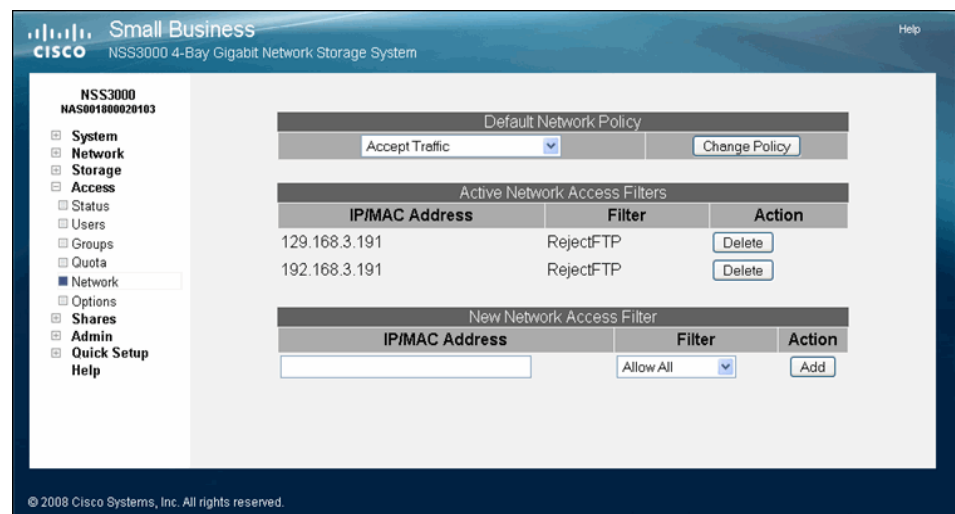 Small Business
Help
CISCO NSS3000 4-Bay Gigabit Network Storage System
NSS3000
NAS001800020103
System
Network
Storage
Access
Status
Users
Groups
Quota
Network
Options
Shares
Admin
Quick Setup
Help
Default Network Policy
Accept Traffic Change Policy
Active Network Access Filters
IP/MAC Address Filter Action
129.168.3.191 RejectFTP Delete
192.168.3.191 RejectFTP Delete
New Network Access Filter
IP/MAC Address Filter Action
Allow All Add
© 2008 Cisco Systems, Inc. All rights reserved.